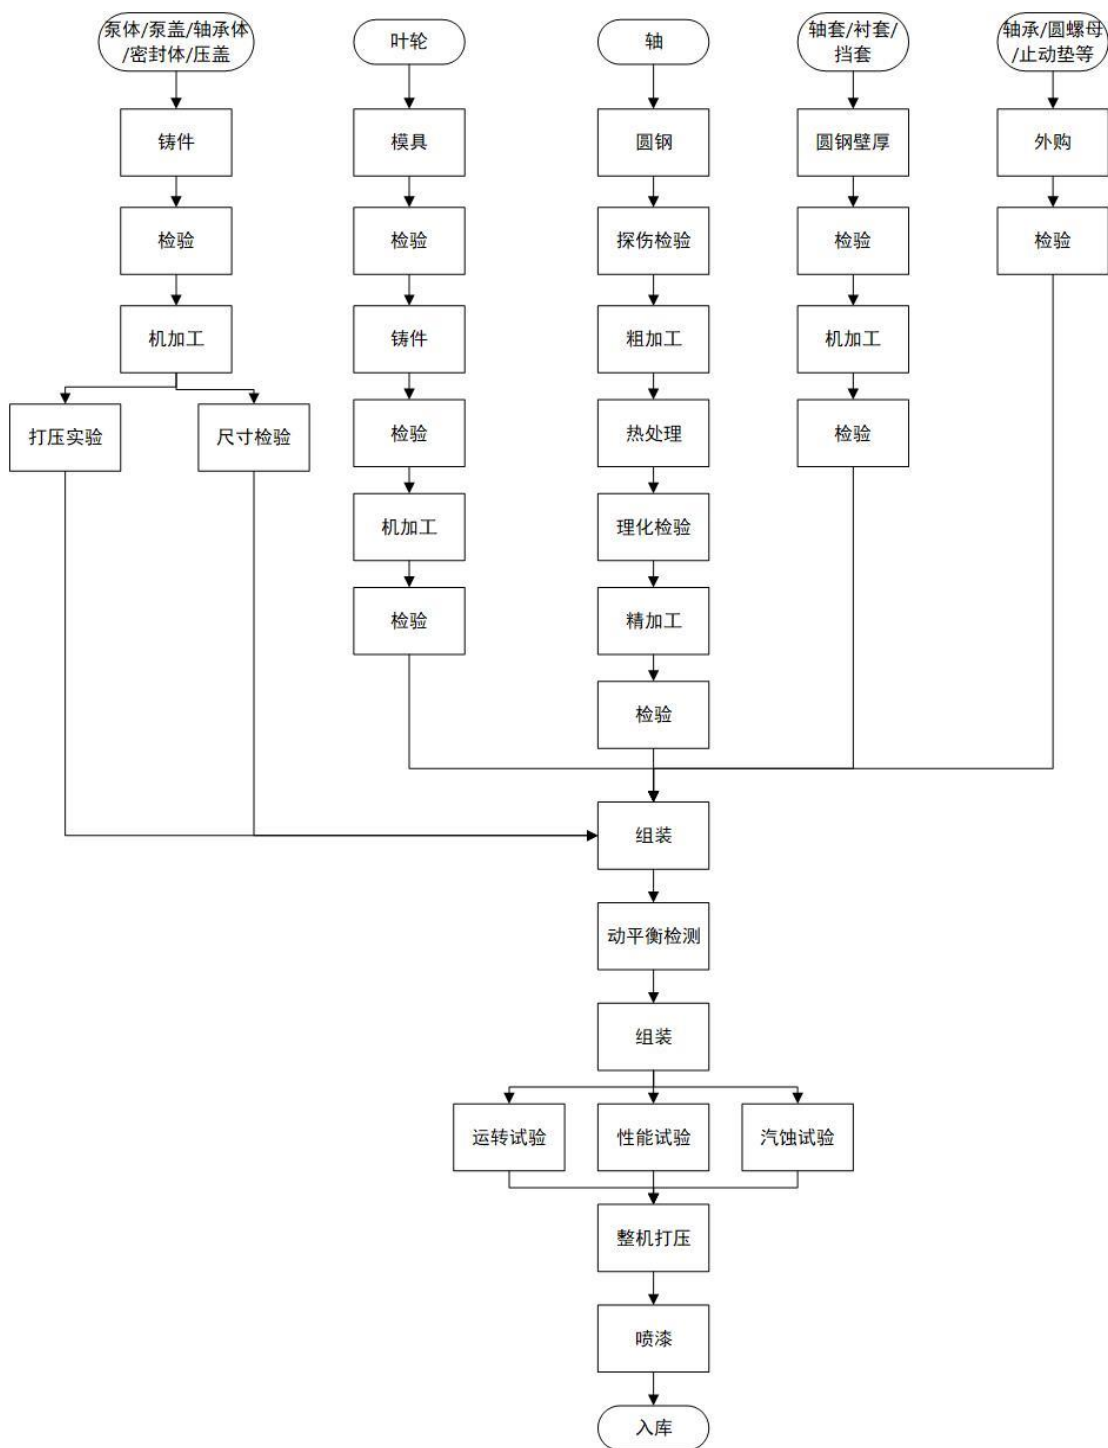 泵体/泵盖/轴承体
/密封体/压盖
叶轮
轴
轴套/衬套/
挡套
轴承/圆螺母
/止动垫等
铸件
模具
圆钢
圆钢壁厚
外购
检验
检验
探伤检验
检验
检验
机加工
铸件
粗加工
机加工
打压实验
尺寸检验
检验
热处理
检验
机加工
理化检验
检验
精加工
检验
组装
动平衡检测
组装
运转试验
性能试验
汽蚀试验
整机打压
喷漆
入库